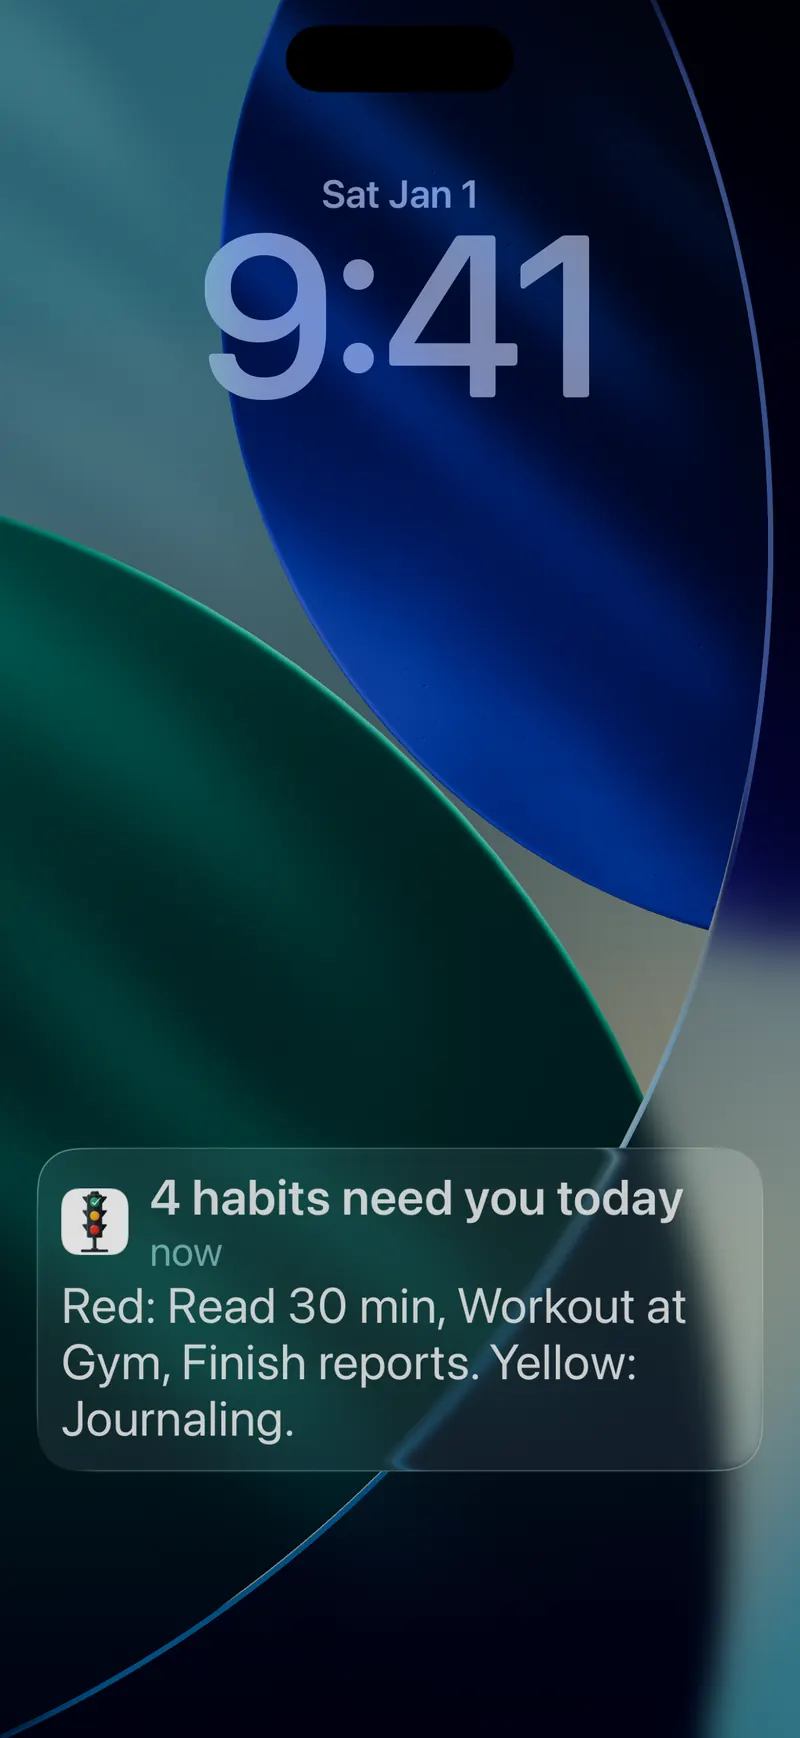 Sat Jan 1
9:41
4 habits need you today
now
Red: Read 30 min, Workout at
Gym, Finish reports. Yellow:
Journaling.